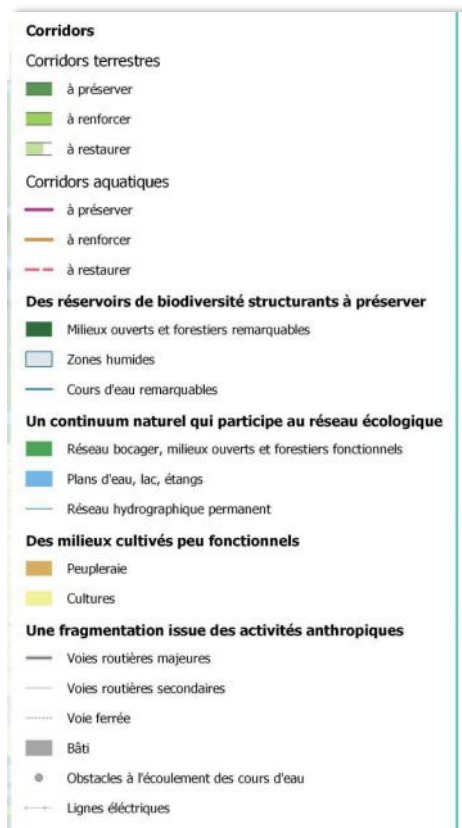 Corridors
Corridors terrestres
à préserver
à renforcer
à restaurer
Corridors aquatiques
à préserver
à renforcer
à restaurer
Des réservoirs de biodiversité structurants à préserver
Milieux ouverts et forestiers remarquables
Zones humides
Cours d'eau remarquables
Un continuum naturel qui participe au réseau écologique
Réseau bocager, milieux ouverts et forestiers fonctionnels
Plans d'eau, lac, étangs
Réseau hydrographique permanent
Des milieux cultivés peu fonctionnels
Peupleraie
Cultures
Une fragmentation issue des activités anthropiques
Voies routières majeures
Voies routières secondaires
Voie ferrée
Bâti
Obstacles à l'écoulement des cours d'eau
Lignes éléctriques